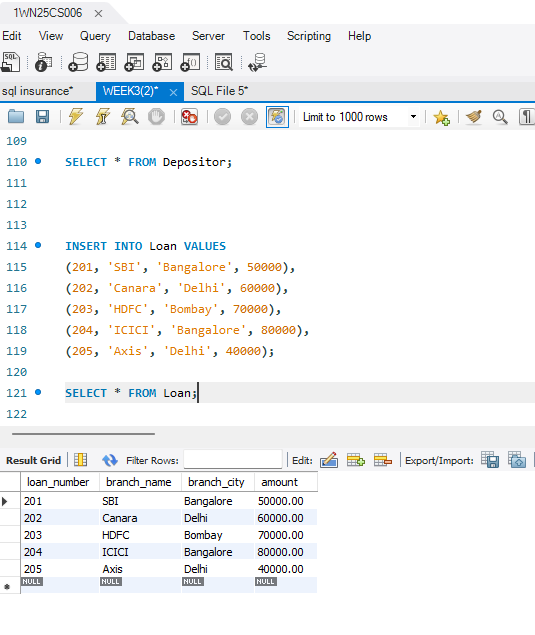 1WN25CS006 ×
Edit View Query Database Server Tools Scripting Help
sql insurance* WEEK3(2)* × SQL File 5*
Limit to 1000 rows
109
110 SELECT * FROM Depositor;
111
112
113
114 INSERT INTO Loan VALUES
115 (201, 'SBI', 'Bangalore', 50000),
116 (202, 'Canara', 'Delhi', 60000),
117 (203, 'HDFC', 'Bombay', 70000),
118 (204, 'ICICI', 'Bangalore', 80000),
119 (205, 'Axis', 'Delhi', 40000);
120
121 SELECT * FROM Loan;
122
Result Grid Filter Rows: Edit: Export/Import:
loan_number branch_name branch_city amount
201 SBI Bangalore 50000.00
202 Canara Delhi 60000.00
203 HDFC Bombay 70000.00
204 ICICI Bangalore 80000.00
205 Axis Delhi 40000.00
NULL NULL NULL NULL